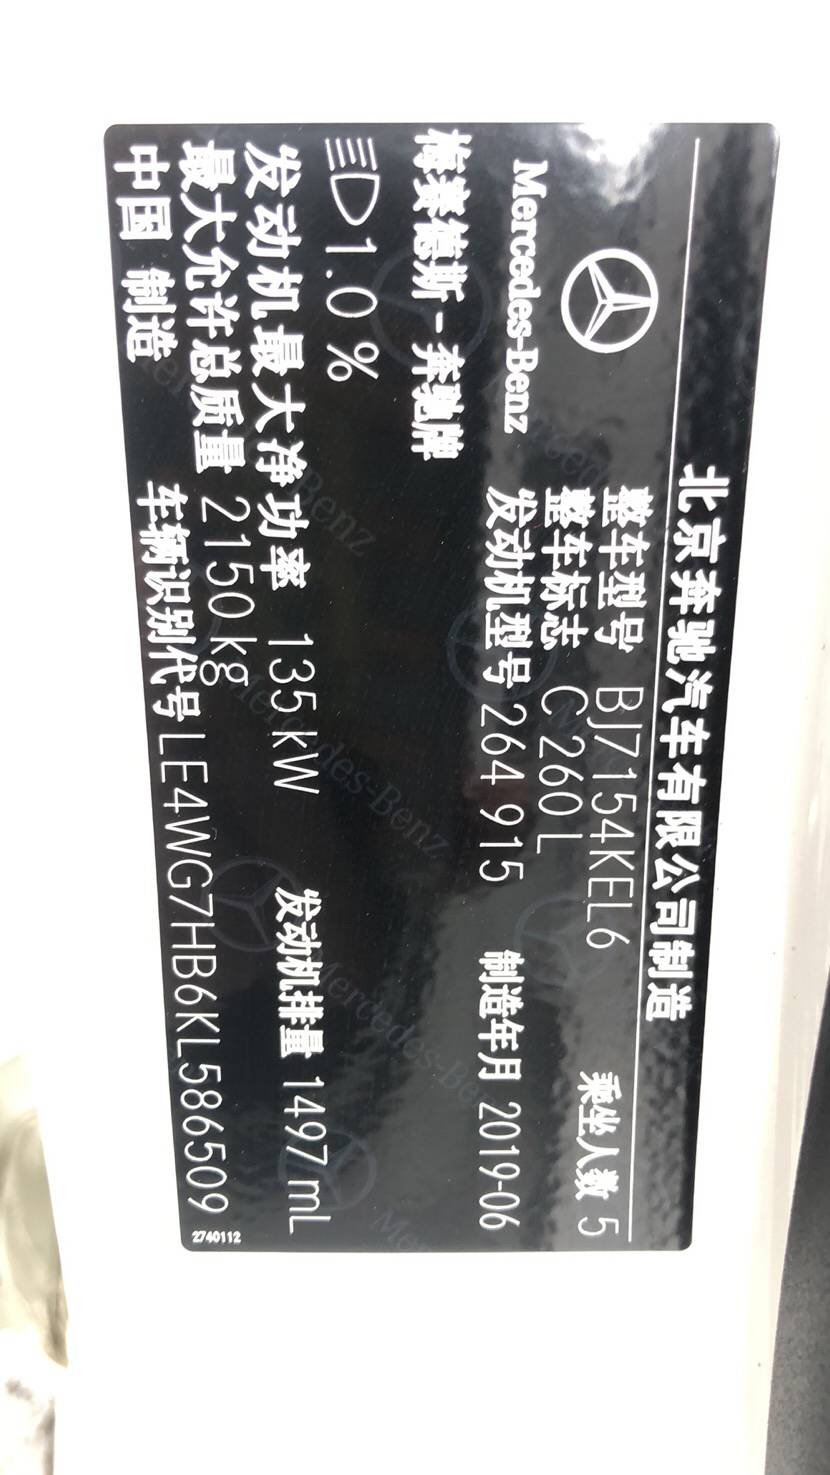 北京奔驰汽车有限公司制造
整车型号 BJ7154KEL6 乘坐人数 5
整车标志 C 260 L
Mercedes-Benz 发动机型号 264 915 制造年月 2019-06
梅赛德斯-奔驰牌
1.0 %
发动机最大净功率 135 kW 发动机排量 1497 mL
最大允许总质量 2150 kg
中国 制造 车辆识别代号 LE4WG7HB6KL586509
2740112